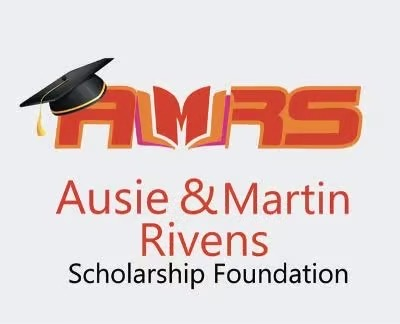 AMRS
Ausie & Martin
Rivens
Scholarship Foundation